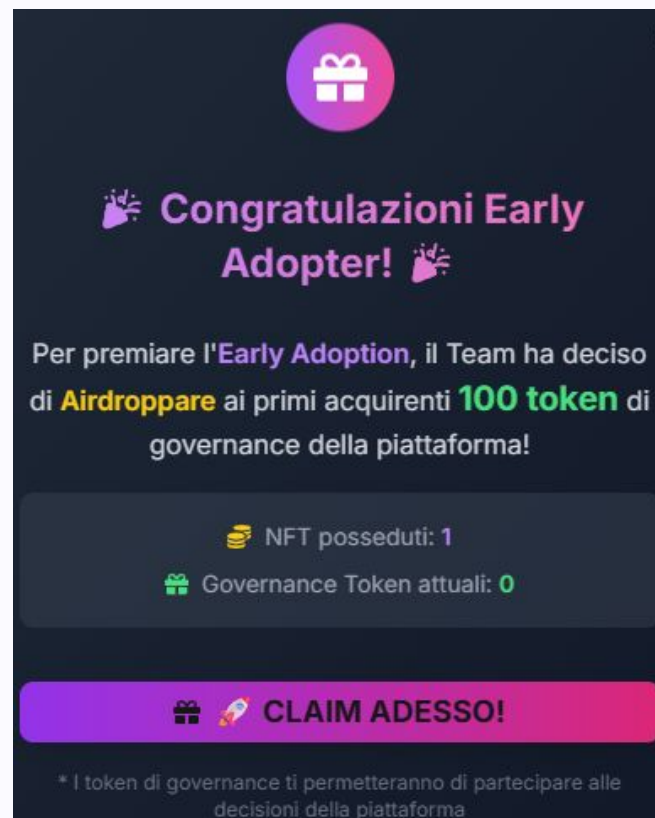 🎉 Congratulazioni Early
Adopter! 🎉
Per premiare l'Early Adoption, il Team ha deciso
di Airdroppare ai primi acquirenti 100 token di
governance della piattaforma!
NFT posseduti: 1
Governance Token attuali: 0
🚀 CLAIM ADESSO!
* I token di governance ti permetteranno di partecipare alle
decisioni della piattaforma